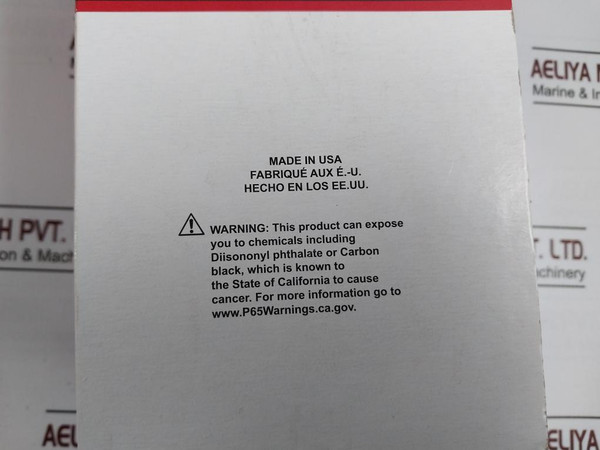 MADE IN USA
FABRIQUÉ AUX É.-U.
HECHO EN LOS EE.UU.
WARNING: This product can expose
you to chemicals including
Diisononyl phthalate or Carbon
black, which is known to
the State of California to cause
cancer. For more information go to
www.P65Warnings.ca.gov.
AELIYA
Marine & In
H PVT.
on & Mach
T. LTD.
achinery
AEL
ELIYA